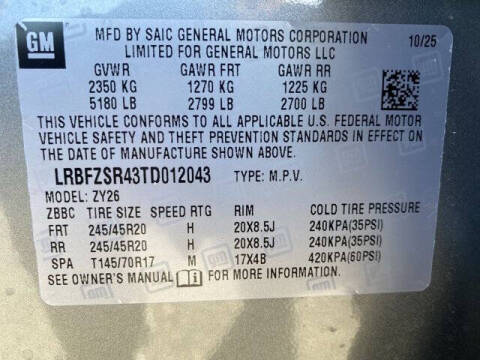 GM
MFD BY SAIC GENERAL MOTORS CORPORATION 10/25
LIMITED FOR GENERAL MOTORS LLC
GVWR GAWR FRT GAWR RR
2350 KG 1270 KG 1225 KG
5180 LB 2799 LB 2700 LB
THIS VEHICLE CONFORMS TO ALL APPLICABLE U.S. FEDERAL MOTOR
VEHICLE SAFETY AND THEFT PREVENTION STANDARDS IN EFFECT ON
THE DATE OF MANUFACTURE SHOWN ABOVE.
LRBFZSR43TD012043 TYPE: M.P.V.
MODEL: ZY26
ZBBC TIRE SIZE SPEED RTG RIM COLD TIRE PRESSURE
FRT 245/45R20 H 20X8.5J 240KPA(35PSI)
RR 245/45R20 H 20X8.5J 240KPA(35PSI)
SPA T145/70R17 M 17X4B 420KPA(60PSI)
SEE OWNER'S MANUAL FOR MORE INFORMATION.